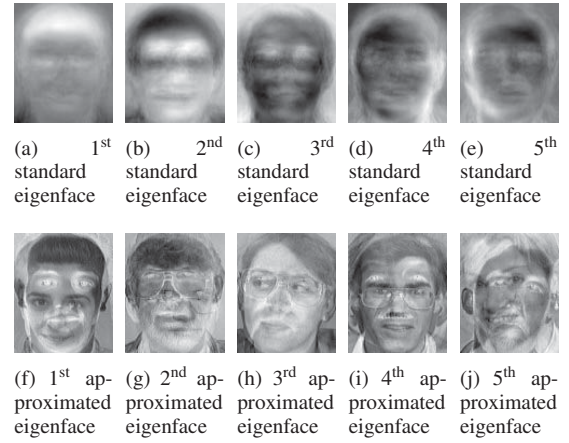 (a) 1st
standard
eigenface
(b) 2nd
standard
eigenface
(c) 3rd
standard
eigenface
(d) 4th
standard
eigenface
(e) 5th
standard
eigenface
(f) 1st ap-
proximated
eigenface
(g) 2nd ap-
proximated
eigenface
(h) 3rd ap-
proximated
eigenface
(i) 4th ap-
proximated
eigenface
(j) 5th ap-
proximated
eigenface